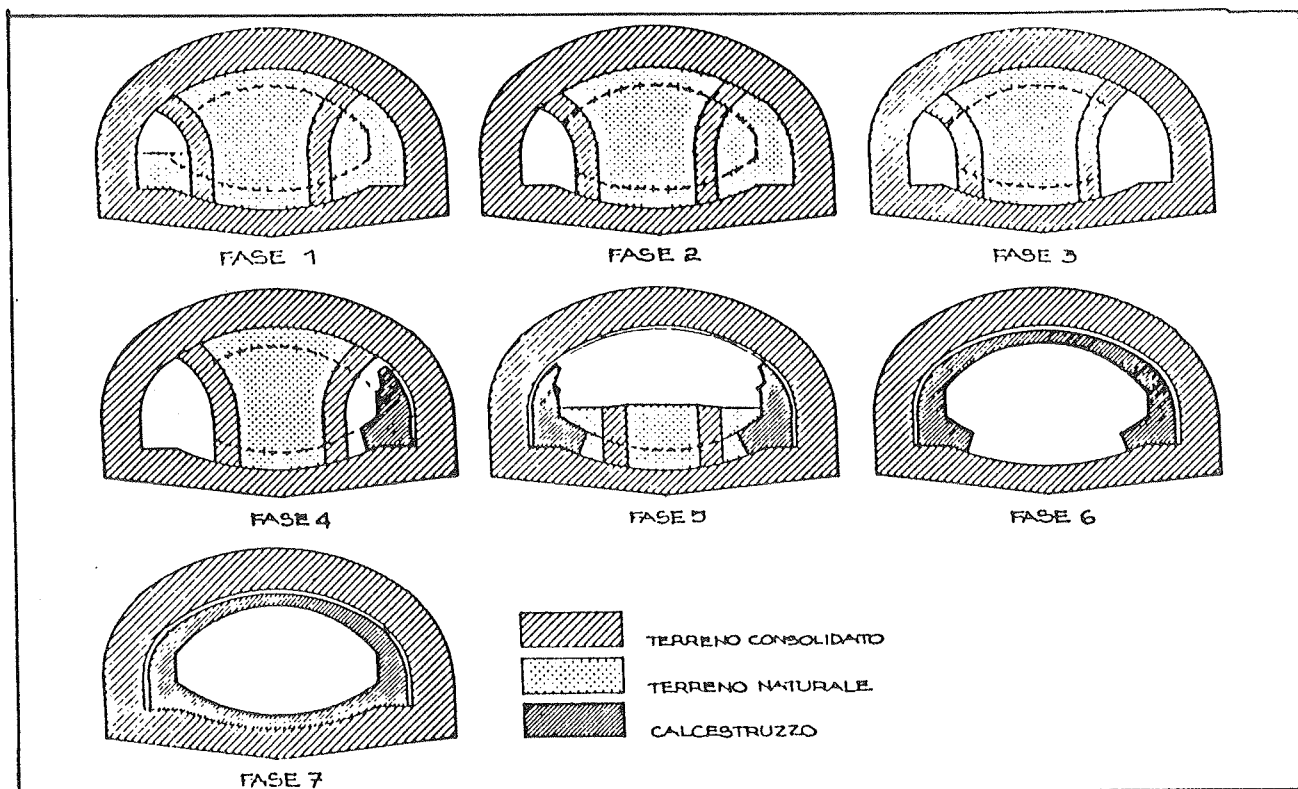 FASE 1
FASE 2
FASE 3
FASE 4
FASE 5
FASE 6
FASE 7
TERRENO CONSOLIDATO
TERRENO NATURALE
CALCESTRUZZO